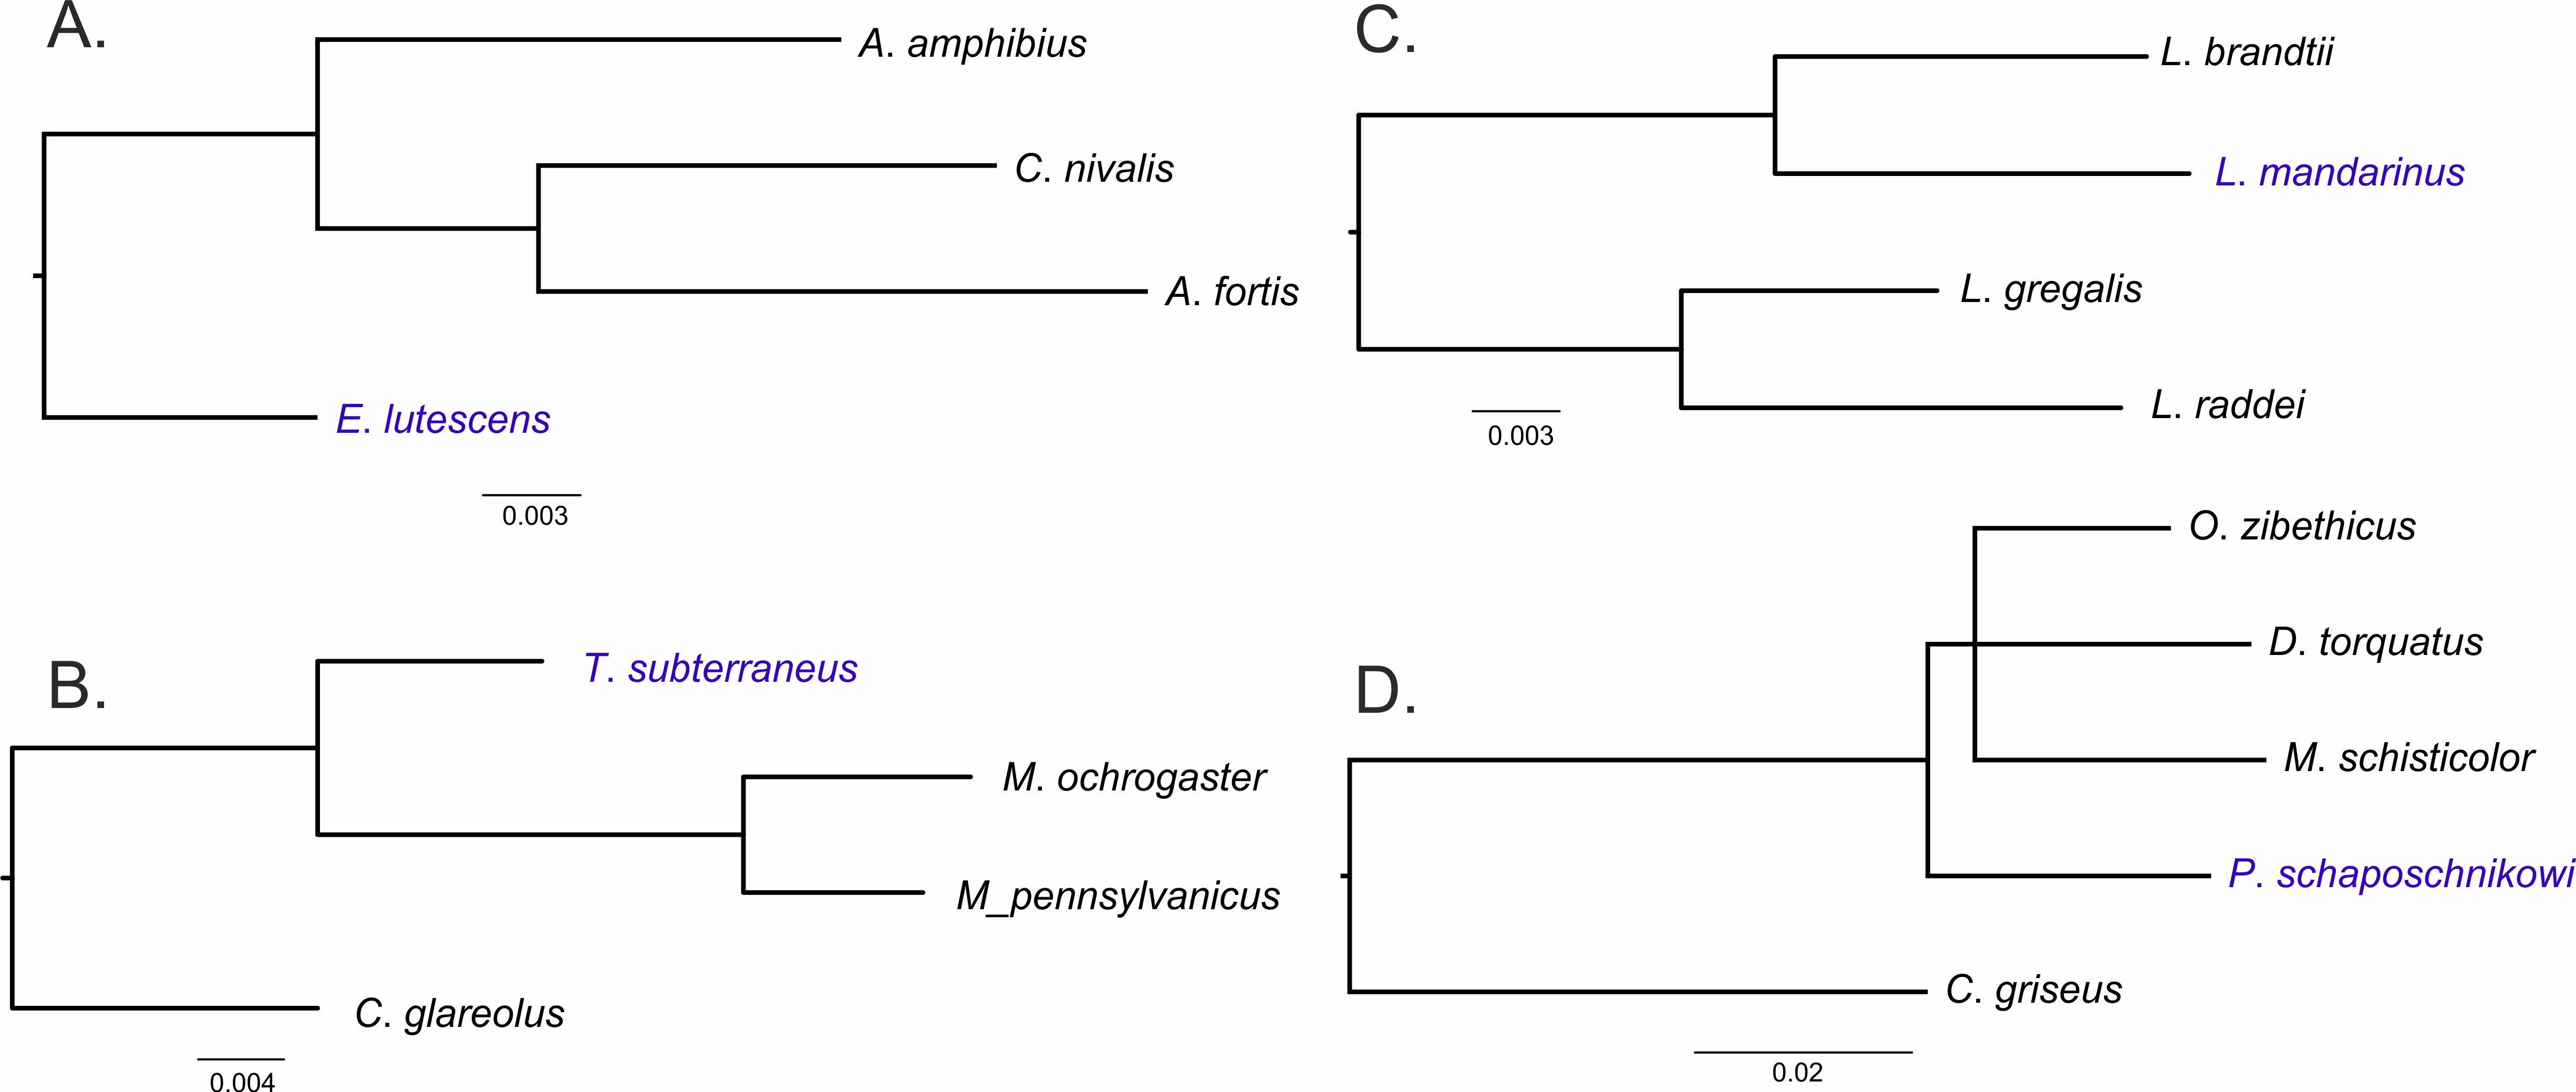 A.
A. amphibius
C. nivalis
A. fortis
E. lutescens
0.003
B.
T. subterraneus
M. ochrogaster
M_pennsylvanicus
C. glareolus
0.004
C.
L. brandtii
L. mandarinus
L. gregalis
L. raddei
0.003
D.
O. zibethicus
D. torquatus
M. schisticolor
P. schaposchnikowi
C. griseus
0.02